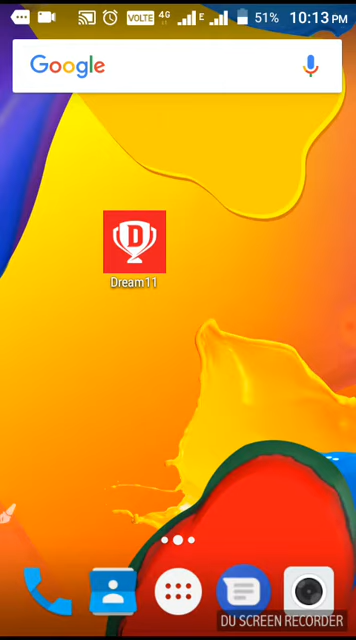 VOLTE 4G E 51% 10:13 PM
Google
D
Dream11
DU SCREEN RECORDER